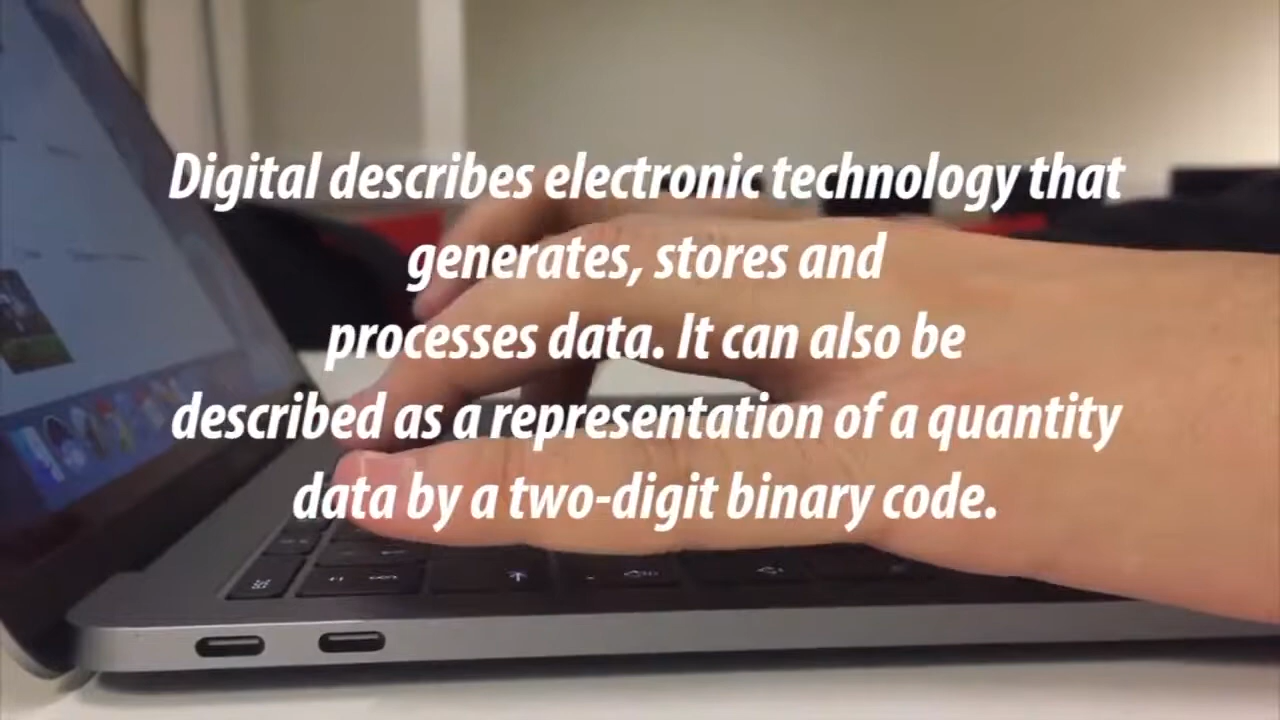 Digital describes electronic technology that
generates, stores and
processes data. It can also be
described as a representation of a quantity
data by a two-digit binary code.
esc